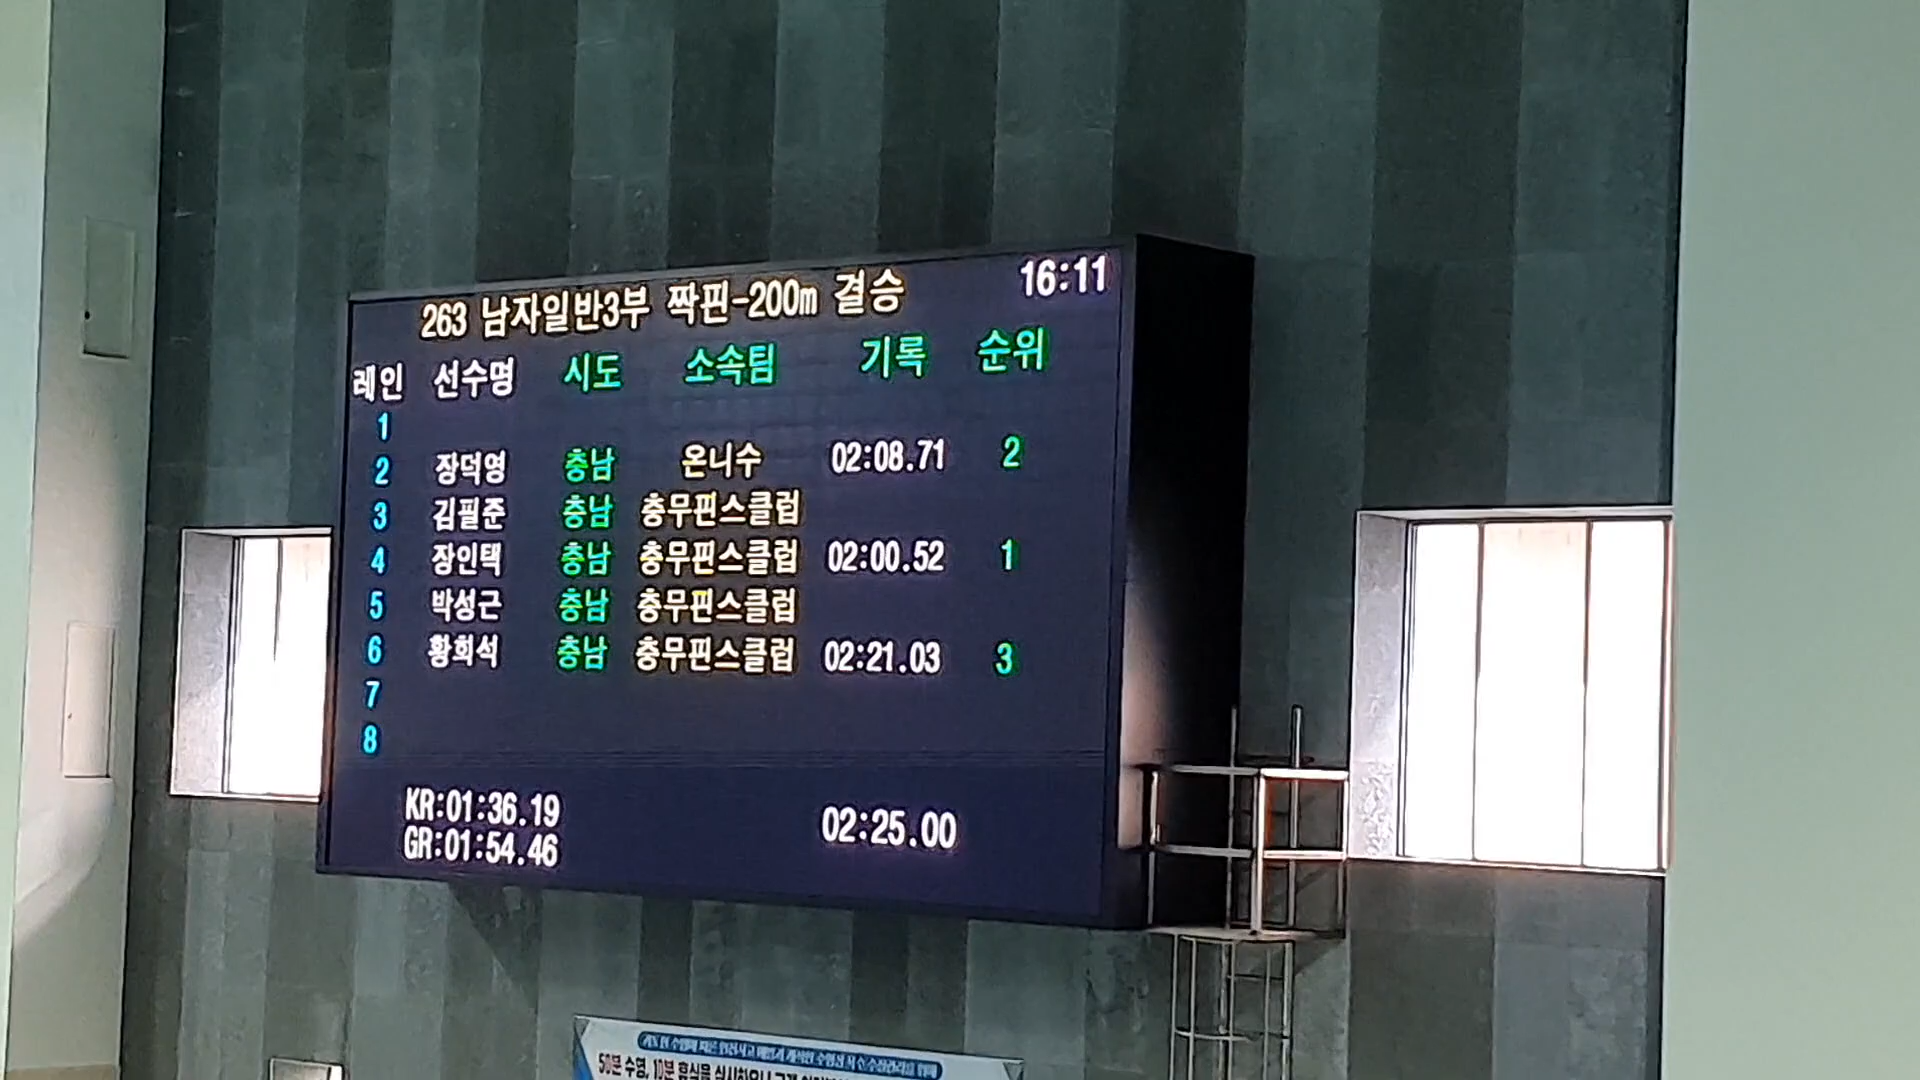 263 남자일반3부 짝핀-200m 결승 16:11
레인 선수명 시도 소속팀 기록 순위
1
2 장덕영 충남 온니수 02:08.71 2
3 김필준 충남 충무핀스클럽
4 장인택 충남 충무핀스클럽 02:00.52 1
5 박성근 충남 충무핀스클럽
6 황희석 충남 충무핀스클럽 02:21.03 3
7
8
KR:01:36.19
GR:01:54.46 02:25.00
50분 수영, 10분